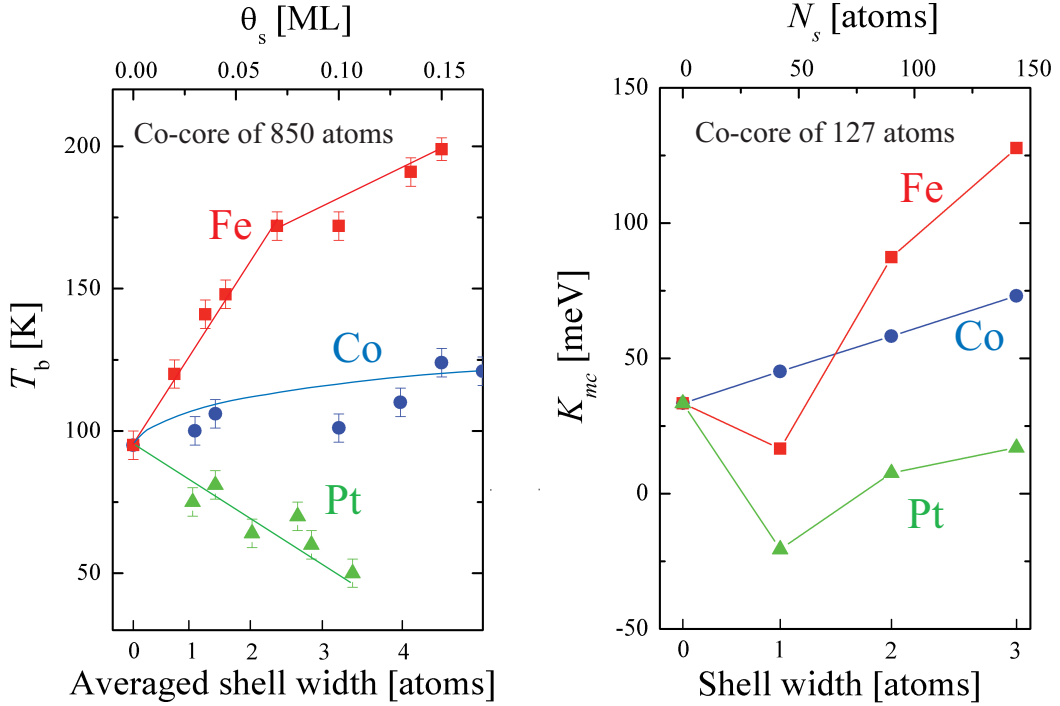 θs [ML]
0.00 0.05 0.10 0.15
Co-core of 850 atoms
200
150
100
50
Tb [K]
Fe
Co
Pt
0 1 2 3 4
Averaged shell width [atoms]
Ns [atoms]
0 50 100 150
Co-core of 127 atoms
150
100
50
0
-50
Kmc [meV]
Fe
Co
Pt
0 1 2 3
Shell width [atoms]